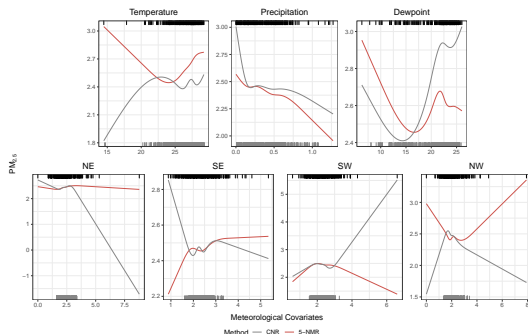 Temperature Precipitation Dewpoint
3.0
2.6
2.2
1.8
15 20 25
3.00
2.75
2.50
2.25
2.00
0.0 0.5 1.0
3.0
2.8
2.6
2.4
10 15 20 25
PM2.5
NE SE SW NW
2
1
0
−1
0.0 2.5 5.0 7.5
2.8
2.6
2.4
2.2
1 2 3 4 5
5
4
3
2
2 4 6
3.0
2.5
2.0
1.5
0 2 4 6 8
Meteorological Covariates
Method CNR 5−NMR